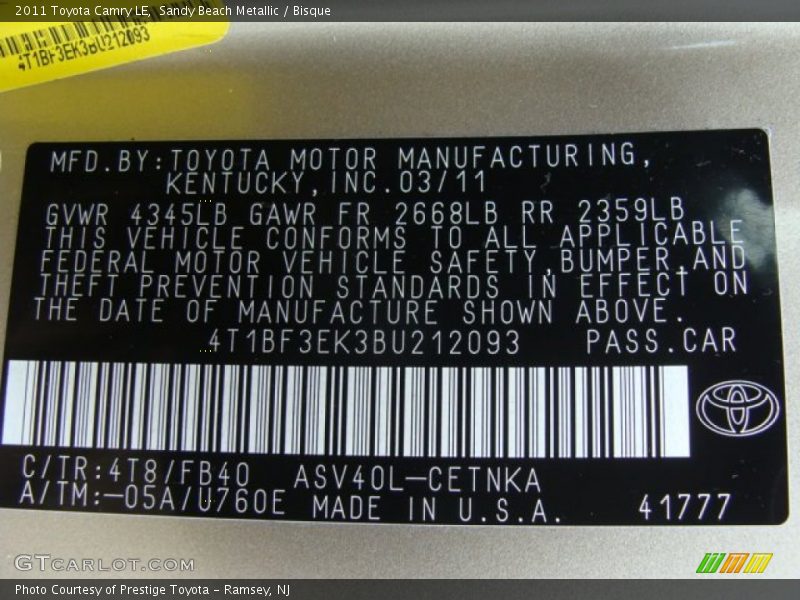 2011 Toyota Camry LE, Sandy Beach Metallic / Bisque
4T1BF3EK3BU212093
MFD.BY:TOYOTA MOTOR MANUFACTURING,
KENTUCKY,INC.03/11
GVWR 4345LB GAWR FR 2668LB RR 2359LB
THIS VEHICLE CONFORMS TO ALL APPLICABLE
FEDERAL MOTOR VEHICLE SAFETY,BUMPER,AND
THEFT PREVENTION STANDARDS IN EFFECT ON
THE DATE OF MANUFACTURE SHOWN ABOVE.
4T1BF3EK3BU212093 PASS.CAR
C/TR:4T8/FB40 ASV40L-CETNKA
A/TM:-05A/U760E MADE IN U.S.A. 41777
GTcarlot.com
Photo Courtesy of Prestige Toyota - Ramsey, NJ